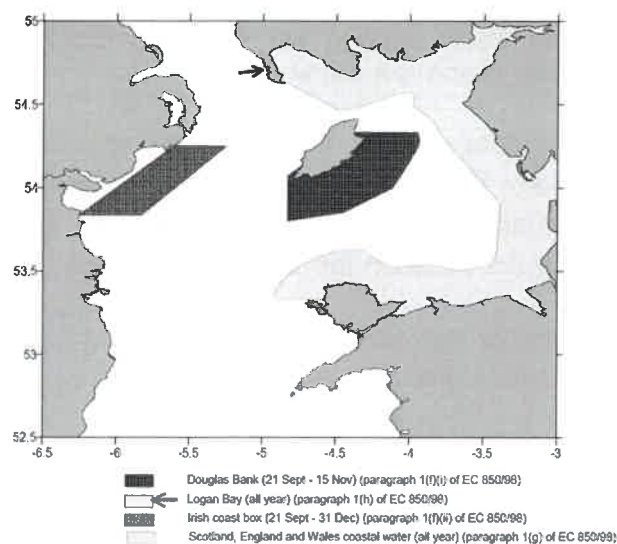 55
54.5
54
53.5
53
52.5
-6.5 -6 -5.5 -5 -4.5 -4 -3.5 -3
Douglas Bank (21 Sept - 15 Nov) (paragraph 1(f)(i) of EC 850/98)
Logan Bay (all year) (paragraph 1(h) of EC 850/98)
Irish coast box (21 Sept - 31 Dec) (paragraph 1(f)(ii) of EC 850/98)
Scotland, England and Wales coastal water (all year) (paragraph 1(g) of EC 850/98)